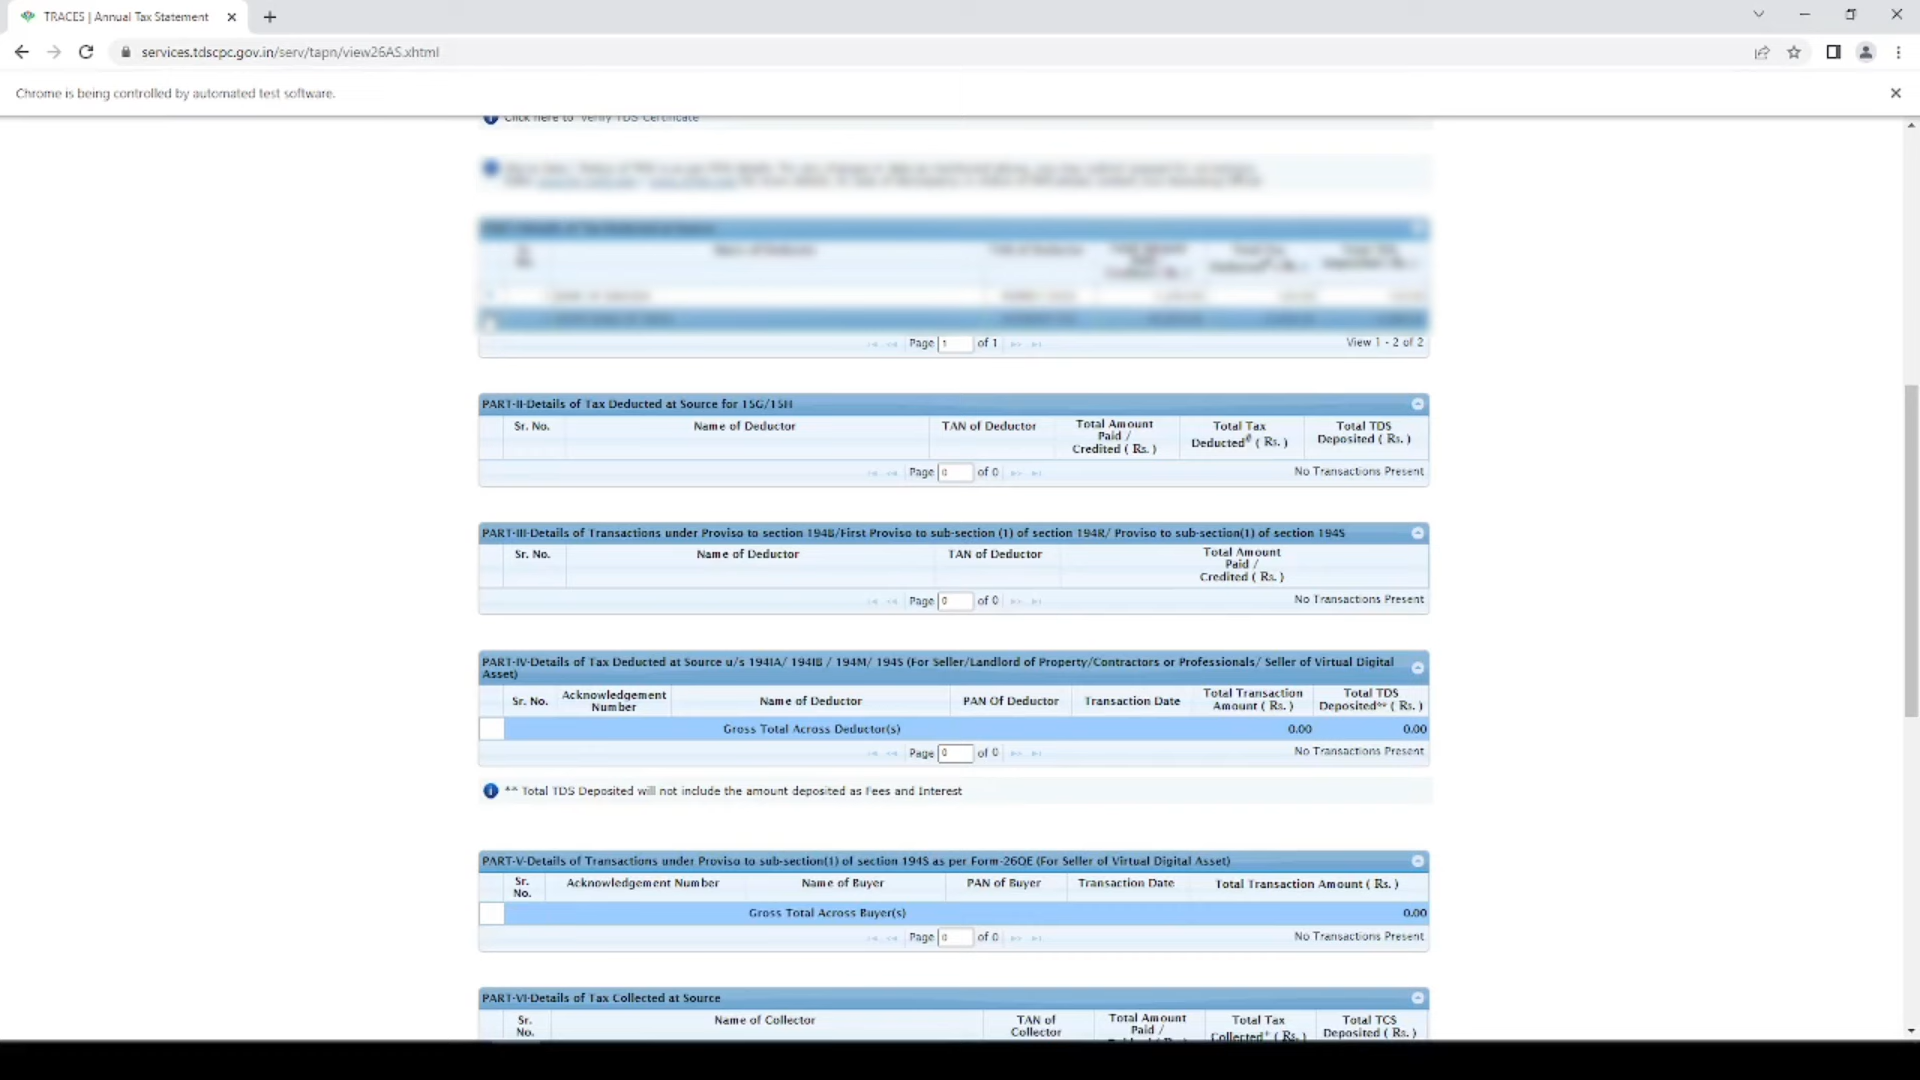 TRACES | Annual Tax Statement
services.tdscpc.gov.in/serv/tapn/view26AS.xhtml
Chrome is being controlled by automated test software.
Click here to Verify TDS Certificate
Page 1 of 1 View 1 - 2 of 2
PART-II-Details of Tax Deducted at Source for 15G/15H
Sr. No. Name of Deductor TAN of Deductor Total Amount Paid / Credited ( Rs. ) Total Tax Deducted# ( Rs. ) Total TDS Deposited ( Rs. )
Page 0 of 0 No Transactions Present
PART-III-Details of Transactions under Proviso to section 194B/First Proviso to sub-section (1) of section 194R/ Proviso to sub-section(1) of section 194S
Sr. No. Name of Deductor TAN of Deductor Total Amount Paid / Credited ( Rs. )
Page 0 of 0 No Transactions Present
PART-IV-Details of Tax Deducted at Source u/s 194IA/ 194IB / 194M/ 194S (For Seller/Landlord of Property/Contractors or Professionals/ Seller of Virtual Digital
Asset)
Sr. No. Acknowledgement Number Name of Deductor PAN Of Deductor Transaction Date Total Transaction Amount ( Rs. ) Total TDS Deposited** ( Rs. )
Gross Total Across Deductor(s) 0.00 0.00
Page 0 of 0 No Transactions Present
** Total TDS Deposited will not include the amount deposited as Fees and Interest
PART-V-Details of Transactions under Proviso to sub-section(1) of section 194S as per Form-26QE (For Seller of Virtual Digital Asset)
Sr. No. Acknowledgement Number Name of Buyer PAN of Buyer Transaction Date Total Transaction Amount ( Rs. )
Gross Total Across Buyer(s) 0.00
Page 0 of 0 No Transactions Present
PART-VI-Details of Tax Collected at Source
Sr. No. Name of Collector TAN of Collector Total Amount Paid / Total Tax Collected+ ( Rs. ) Total TCS Deposited ( Rs. )